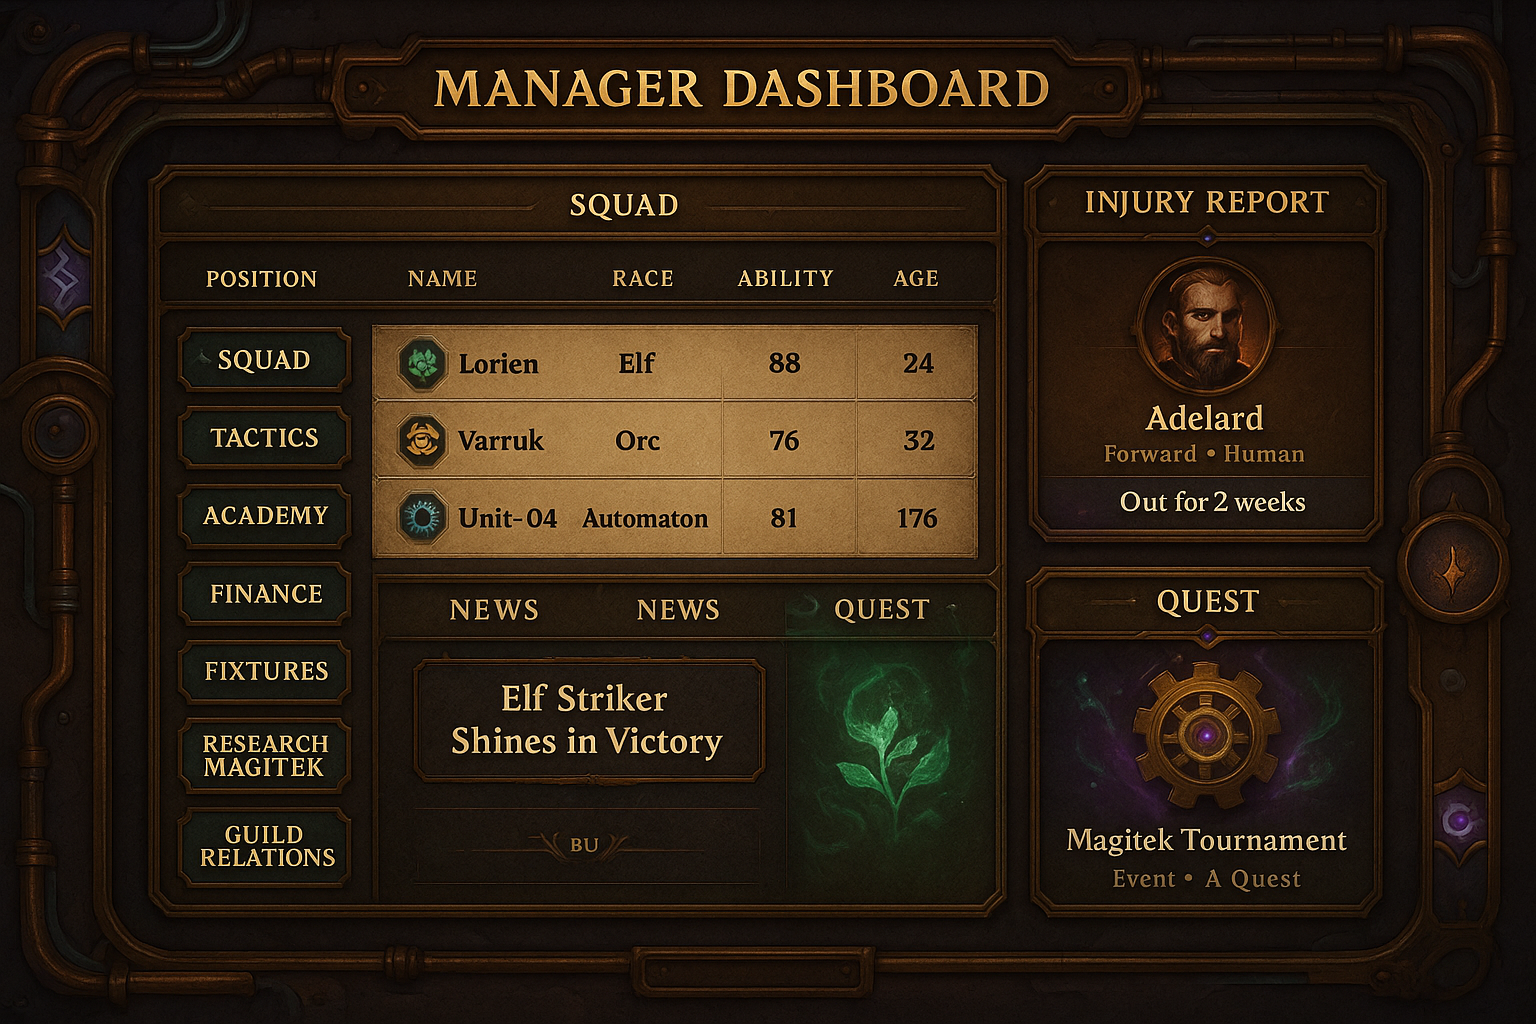 MANAGER DASHBOARD
SQUAD
POSITION NAME RACE ABILITY AGE
SQUAD
TACTICS
ACADEMY
FINANCE
FIXTURES
RESEARCH
MAGITEK
GUILD
RELATIONS
Lorien Elf 88 24
Varruk Orc 76 32
Unit-04 Automaton 81 176
NEWS NEWS QUEST
Elf Striker
Shines in Victory
BU
INJURY REPORT
Adelard
Forward • Human
Out for 2 weeks
QUEST
Magitek Tournament
Event • A Quest